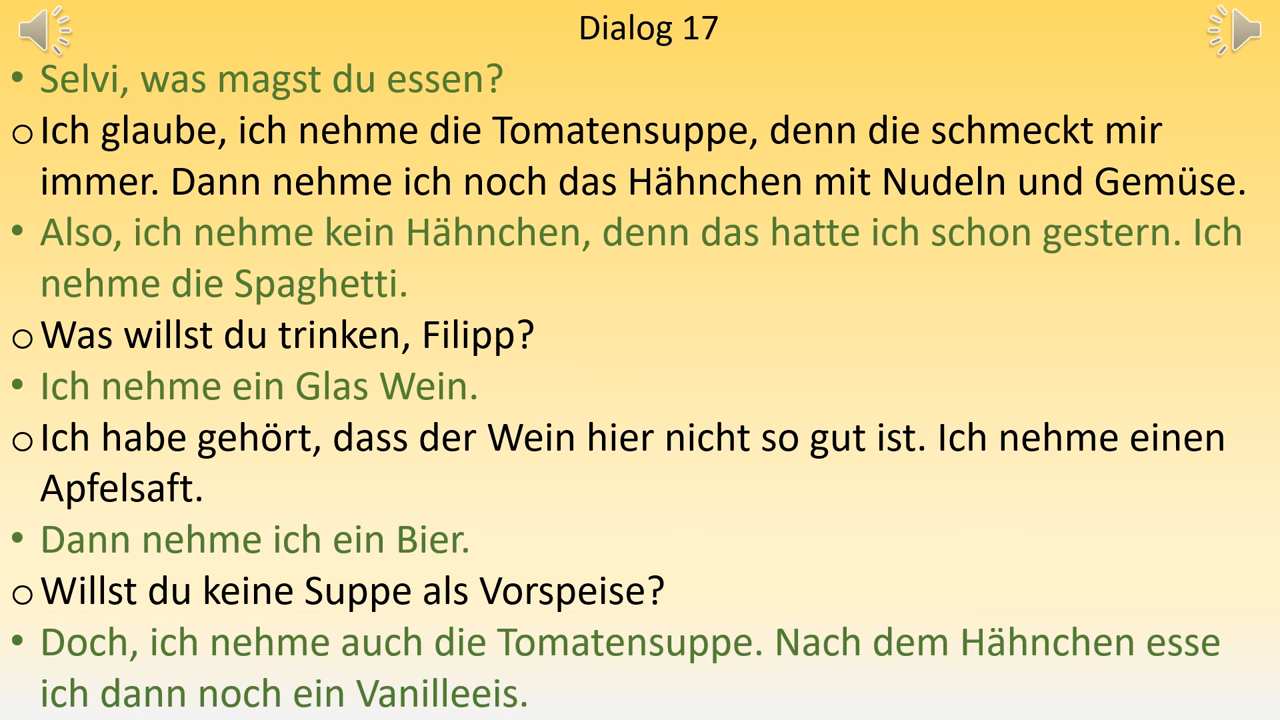 Dialog 17
• Selvi, was magst du essen?
o Ich glaube, ich nehme die Tomatensuppe, denn die schmeckt mir
immer. Dann nehme ich noch das Hähnchen mit Nudeln und Gemüse.
• Also, ich nehme kein Hähnchen, denn das hatte ich schon gestern. Ich
nehme die Spaghetti.
o Was willst du trinken, Filipp?
• Ich nehme ein Glas Wein.
o Ich habe gehört, dass der Wein hier nicht so gut ist. Ich nehme einen
Apfelsaft.
• Dann nehme ich ein Bier.
o Willst du keine Suppe als Vorspeise?
• Doch, ich nehme auch die Tomatensuppe. Nach dem Hähnchen esse
ich dann noch ein Vanilleeis.